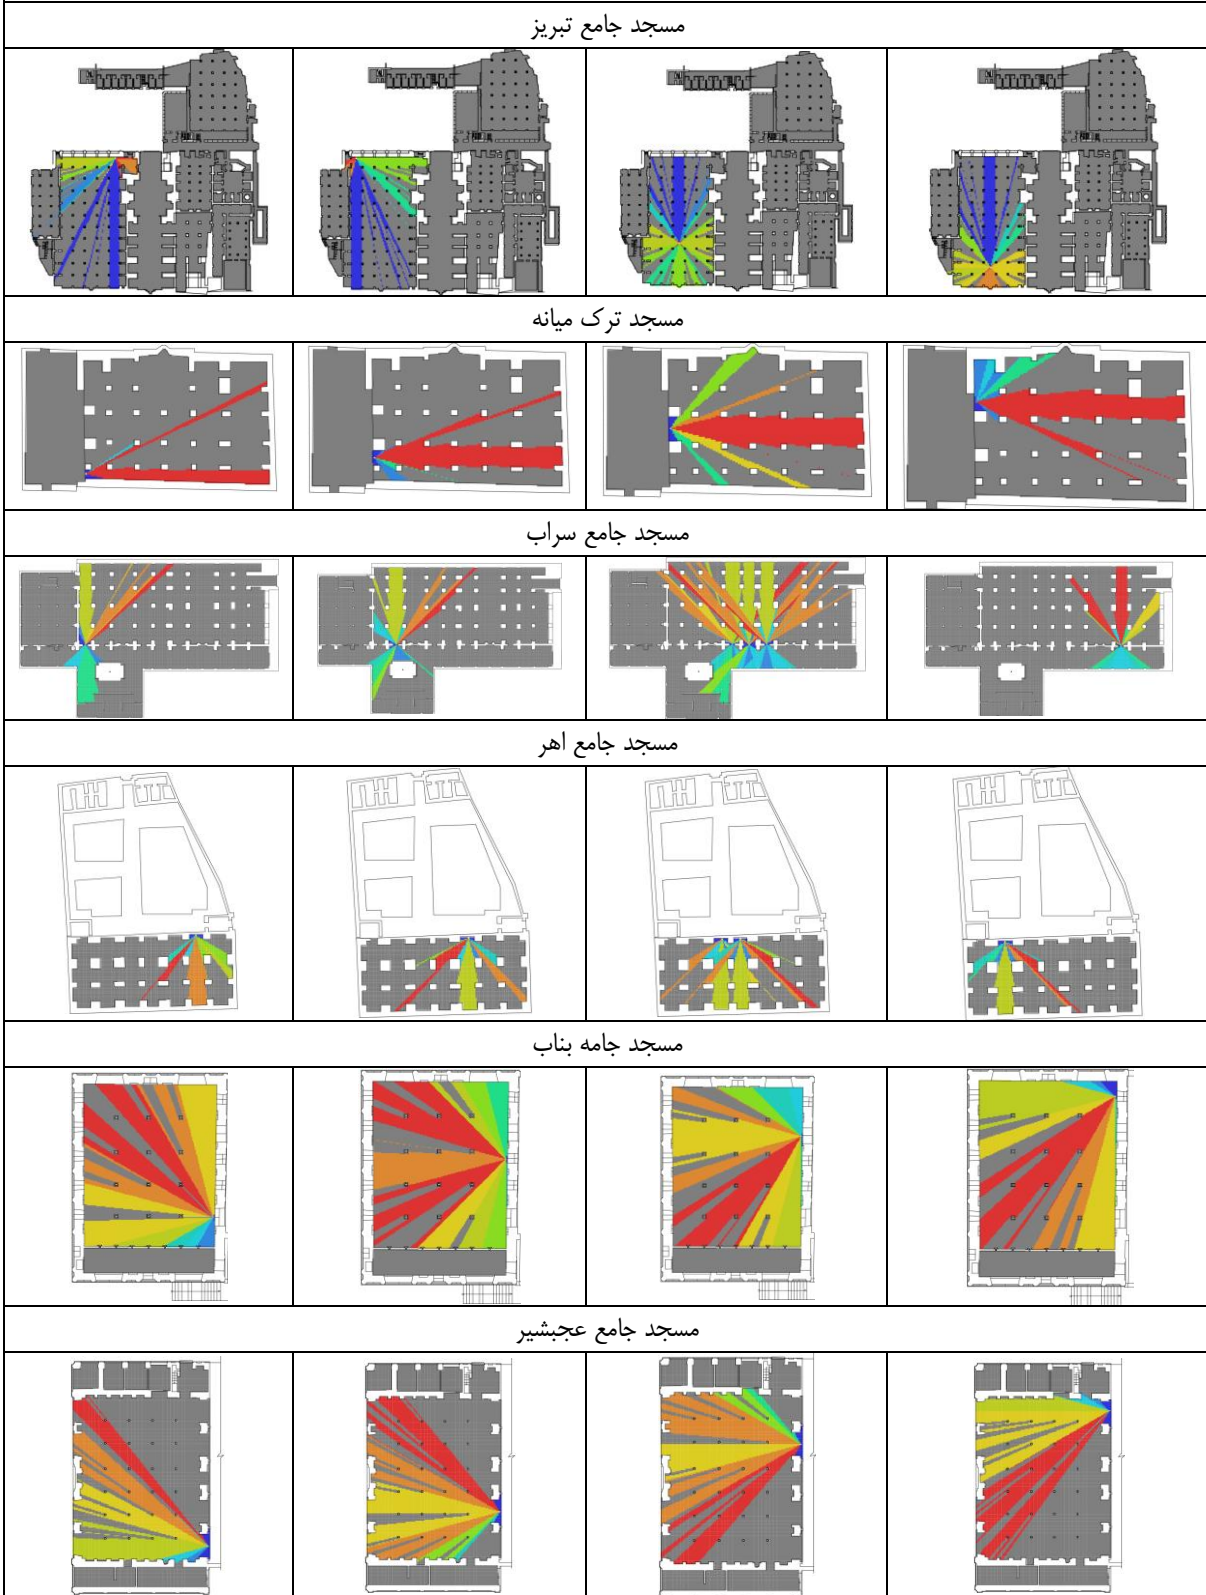 مسجد جامع تبریز
مسجد ترک میانه
مسجد جامع سراب
مسجد جامع اهر
مسجد جامه بناب
مسجد جامع عجبشیر